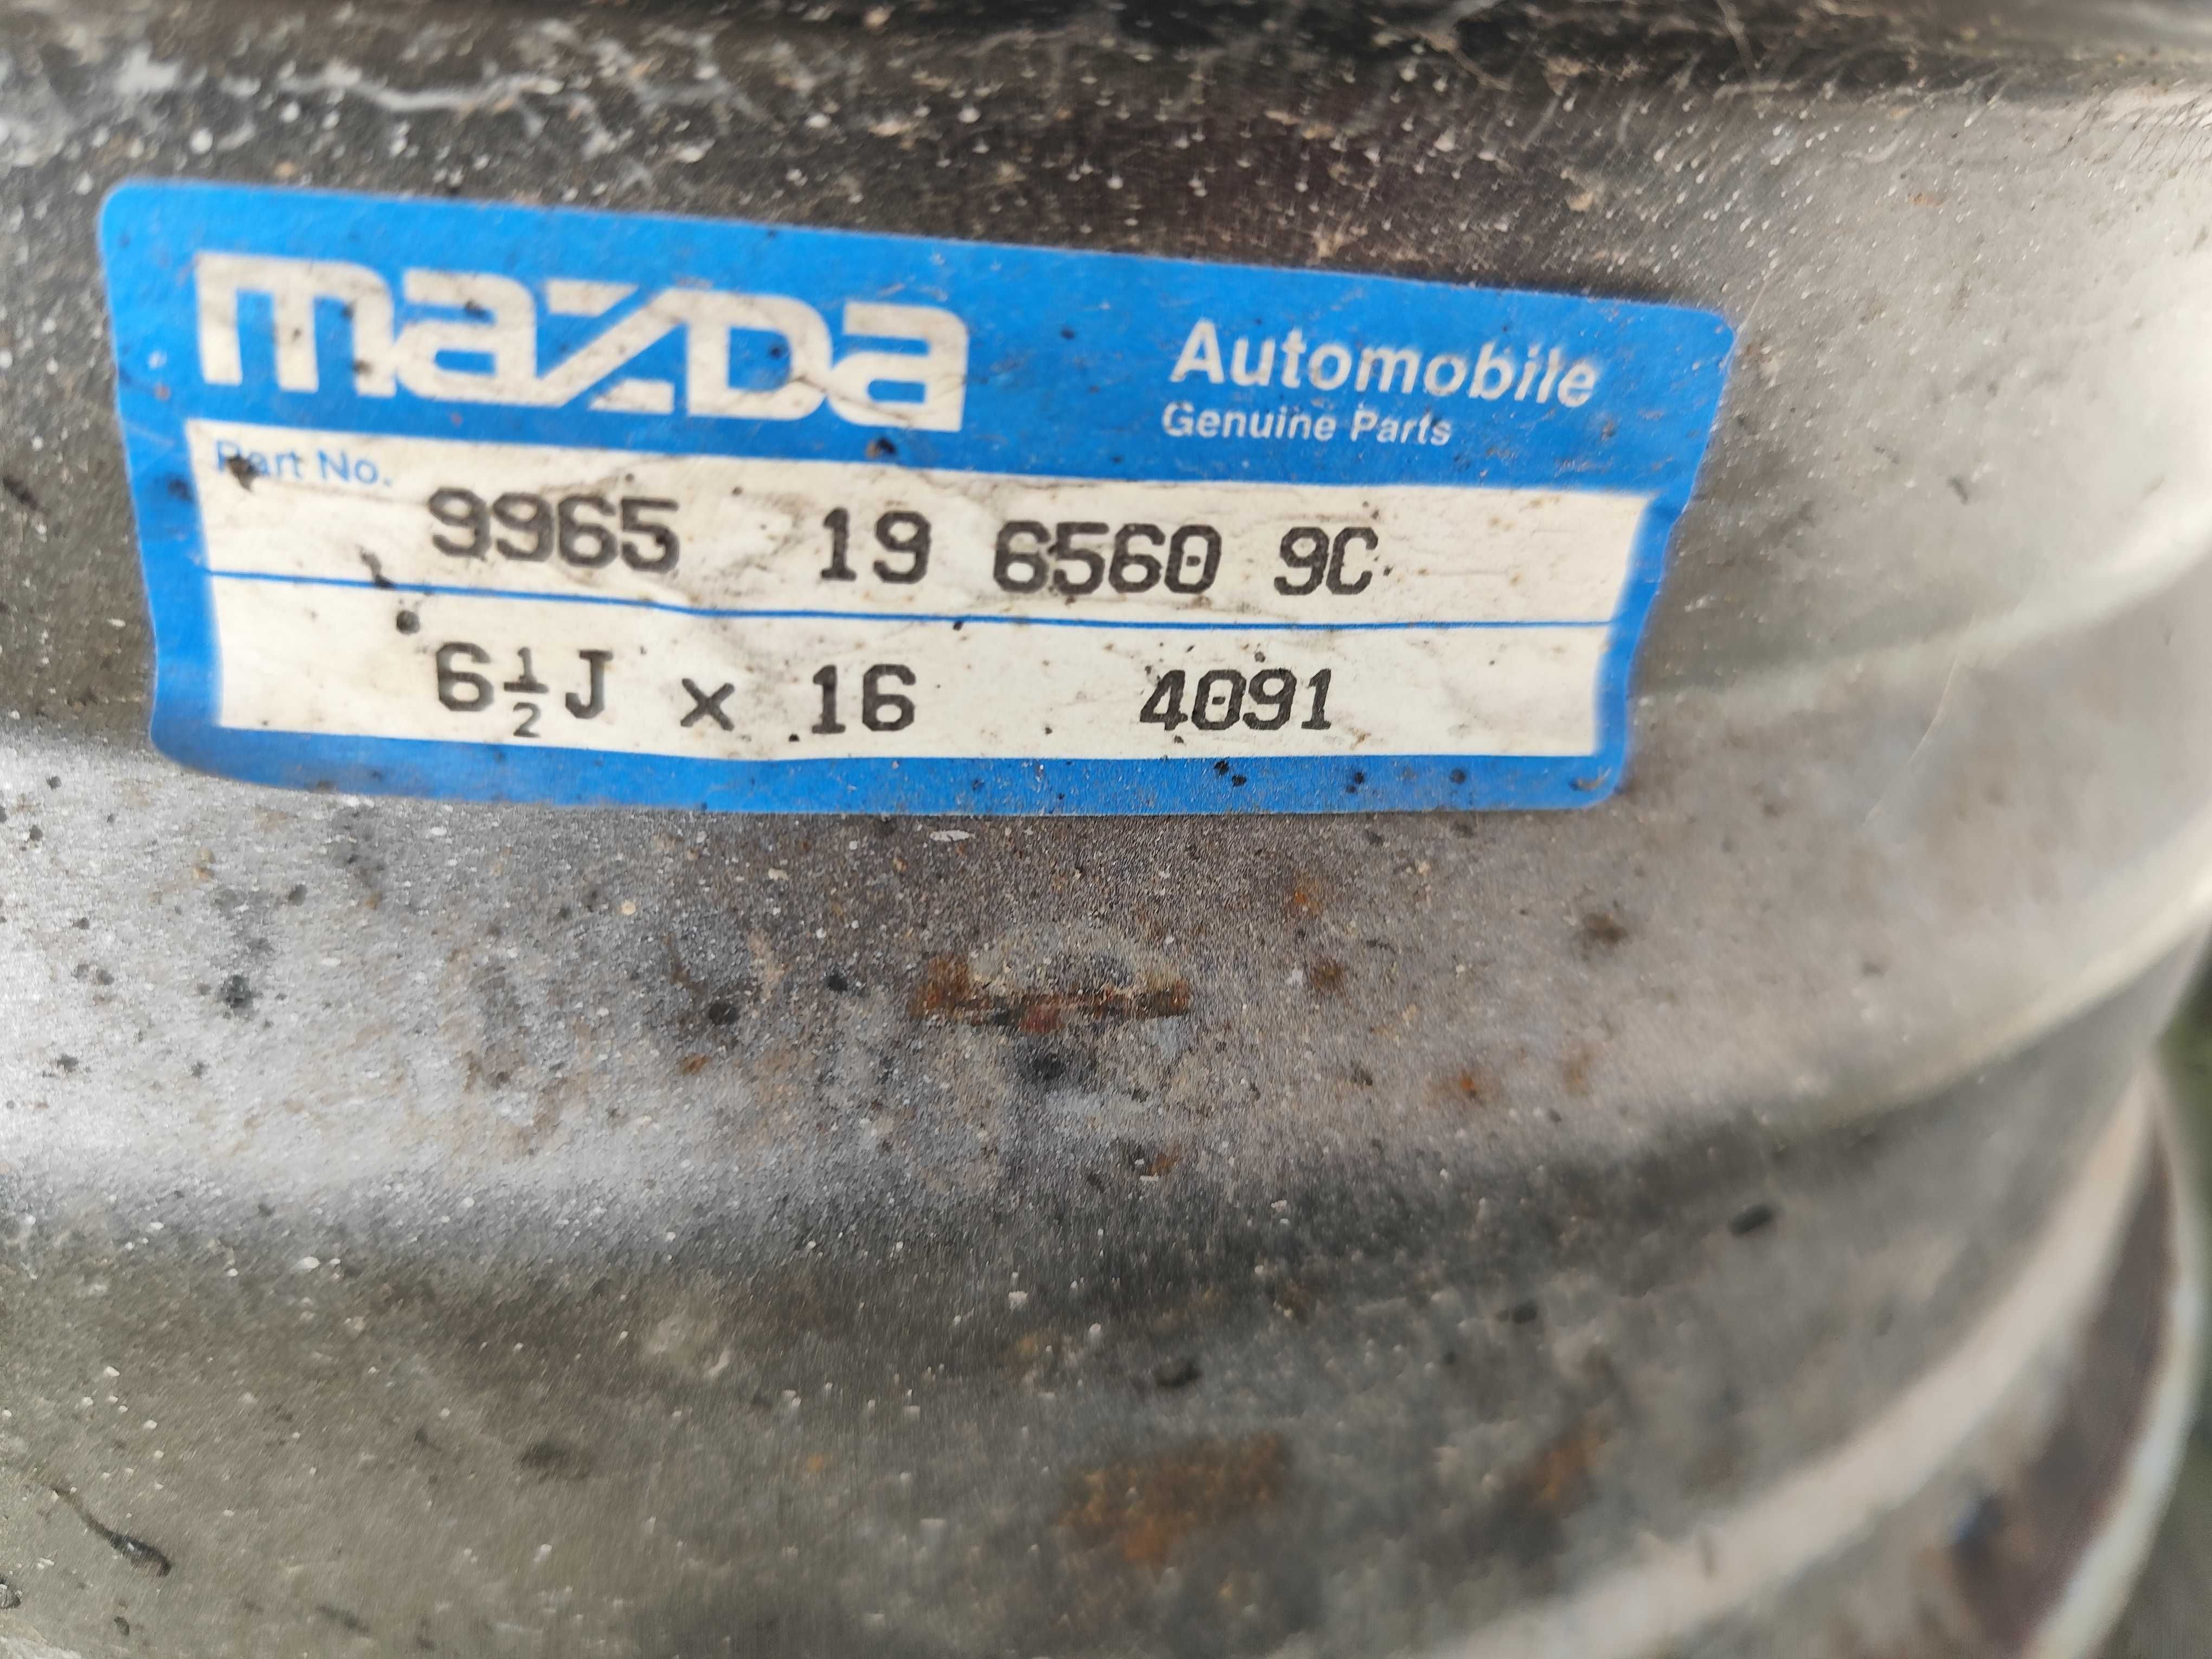 mazda
Automobile
Genuine Parts
Part No.
9965 19 6560 9C
6½J x 16 4091